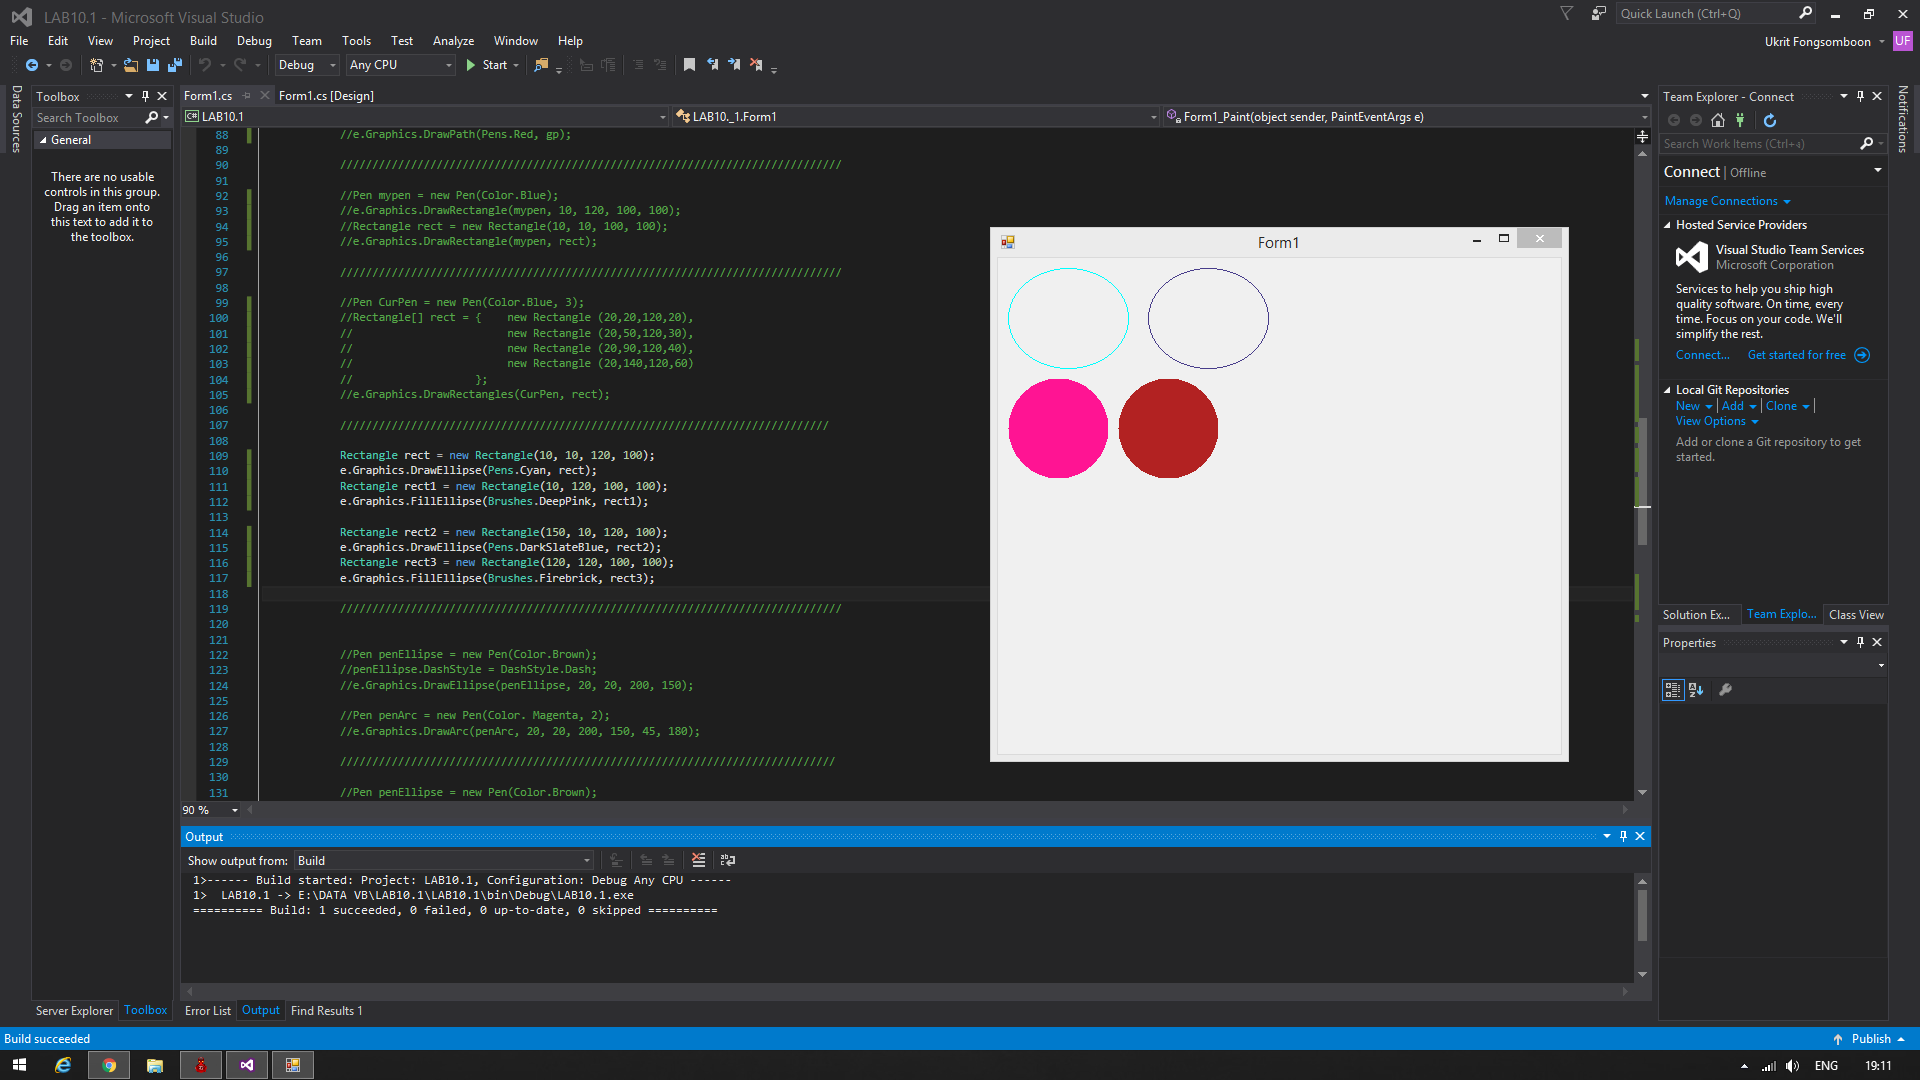 LAB10.1 - Microsoft Visual Studio
Quick Launch (Ctrl+Q)
File Edit View Project Build Debug Team Tools Test Analyze Window Help
Ukrit Fongsomboon UF
Debug Any CPU Start
Data Sources
Toolbox
Search Toolbox
General
There are no usable
controls in this group.
Drag an item onto
this text to add it to
the toolbox.
Server Explorer Toolbox
Form1.cs Form1.cs [Design]
C# LAB10.1 LAB10._1.Form1 Form1_Paint(object sender, PaintEventArgs e)
88 //e.Graphics.DrawPath(Pens.Red, gp);
89
90 //////////////////////////////////////////////////////////////////////////////
91
92 //Pen mypen = new Pen(Color.Blue);
93 //e.Graphics.DrawRectangle(mypen, 10, 120, 100, 100);
94 //Rectangle rect = new Rectangle(10, 10, 100, 100);
95 //e.Graphics.DrawRectangle(mypen, rect);
96
97 //////////////////////////////////////////////////////////////////////////////
98
99 //Pen CurPen = new Pen(Color.Blue, 3);
100 //Rectangle[] rect = { new Rectangle (20,20,120,20),
101 // new Rectangle (20,50,120,30),
102 // new Rectangle (20,90,120,40),
103 // new Rectangle (20,140,120,60)
104 // };
105 //e.Graphics.DrawRectangles(CurPen, rect);
106
107 ////////////////////////////////////////////////////////////////////////////
108
109 Rectangle rect = new Rectangle(10, 10, 120, 100);
110 e.Graphics.DrawEllipse(Pens.Cyan, rect);
111 Rectangle rect1 = new Rectangle(10, 120, 100, 100);
112 e.Graphics.FillEllipse(Brushes.DeepPink, rect1);
113
114 Rectangle rect2 = new Rectangle(150, 10, 120, 100);
115 e.Graphics.DrawEllipse(Pens.DarkSlateBlue, rect2);
116 Rectangle rect3 = new Rectangle(120, 120, 100, 100);
117 e.Graphics.FillEllipse(Brushes.Firebrick, rect3);
118
119 //////////////////////////////////////////////////////////////////////////////
120
121
122 //Pen penEllipse = new Pen(Color.Brown);
123 //penEllipse.DashStyle = DashStyle.Dash;
124 //e.Graphics.DrawEllipse(penEllipse, 20, 20, 200, 150);
125
126 //Pen penArc = new Pen(Color. Magenta, 2);
127 //e.Graphics.DrawArc(penArc, 20, 20, 200, 150, 45, 180);
128
129 /////////////////////////////////////////////////////////////////////////////
130
131 //Pen penEllipse = new Pen(Color.Brown);
90 %
Form1
Output
Show output from: Build
1>------ Build started: Project: LAB10.1, Configuration: Debug Any CPU ------
1> LAB10.1 -> E:\DATA VB\LAB10.1\LAB10.1\bin\Debug\LAB10.1.exe
========== Build: 1 succeeded, 0 failed, 0 up-to-date, 0 skipped ==========
Error List Output Find Results 1
Team Explorer - Connect
Search Work Items (Ctrl+ง)
Connect | Offline
Manage Connections
Hosted Service Providers
Visual Studio Team Services
Microsoft Corporation
Services to help you ship high
quality software. On time, every
time. Focus on your code. We'll
simplify the rest.
Connect... Get started for free
Local Git Repositories
New Add Clone
View Options
Add or clone a Git repository to get
started.
Solution Ex... Team Explo... Class View
Properties
Notifications
Build succeeded
Publish
ENG 19:11